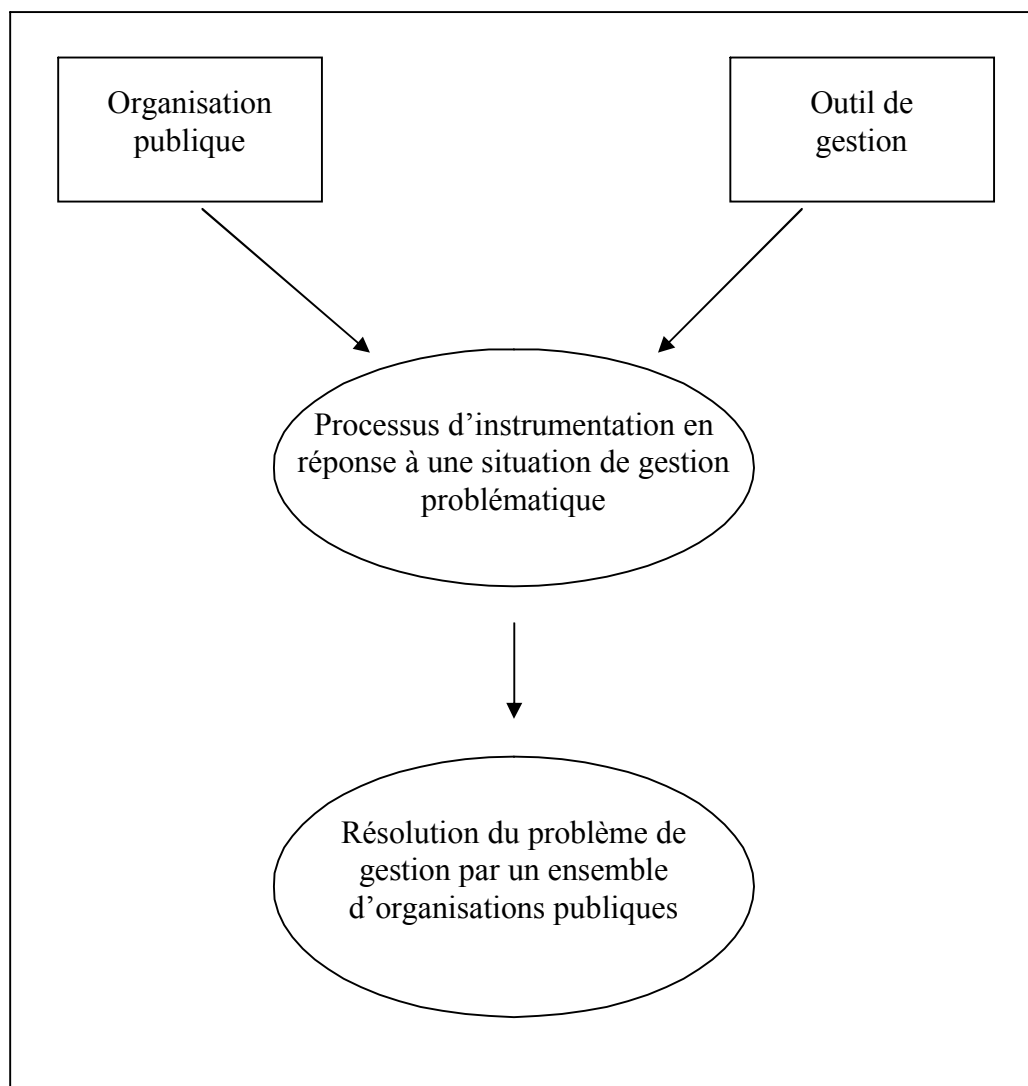 Organisation
publique
Outil de
gestion
Processus d’instrumentation en
réponse à une situation de gestion
problématique
Résolution du problème de
gestion par un ensemble
d’organisations publiques